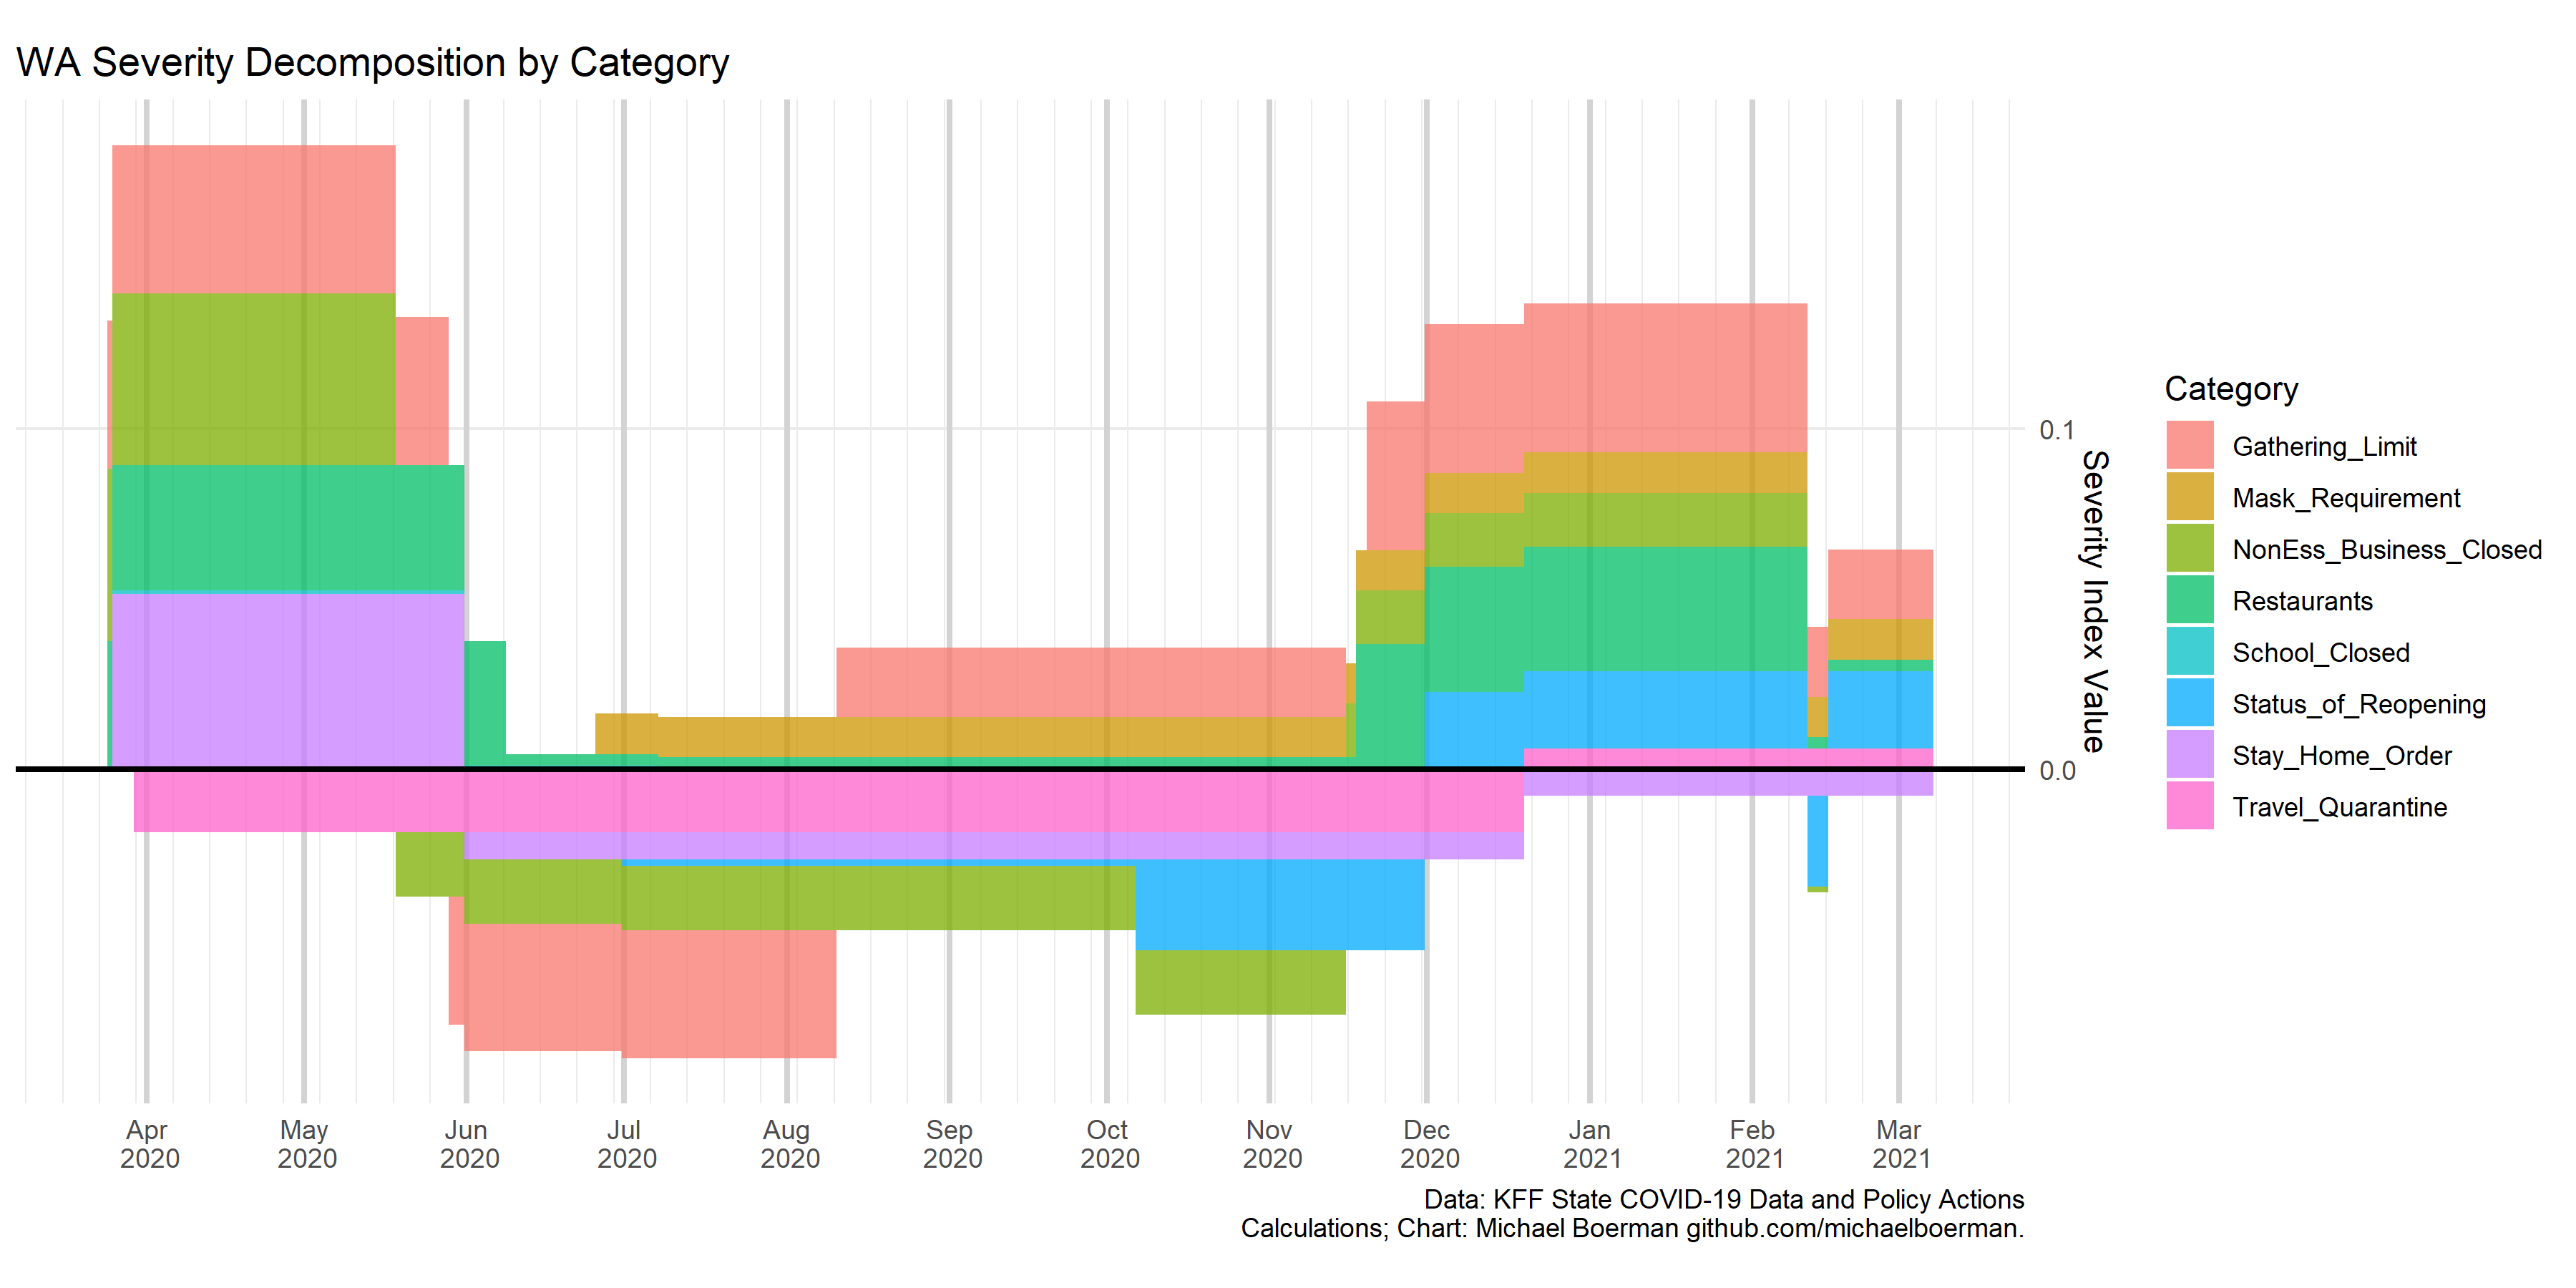 WA Severity Decomposition by Category
0.1
0.0
Severity Index Value
Category
Gathering_Limit
Mask_Requirement
NonEss_Business_Closed
Restaurants
School_Closed
Status_of_Reopening
Stay_Home_Order
Travel_Quarantine
Apr
2020
May
2020
Jun
2020
Jul
2020
Aug
2020
Sep
2020
Oct
2020
Nov
2020
Dec
2020
Jan
2021
Feb
2021
Mar
2021
Data: KFF State COVID-19 Data and Policy Actions
Calculations; Chart: Michael Boerman github.com/michaelboerman.